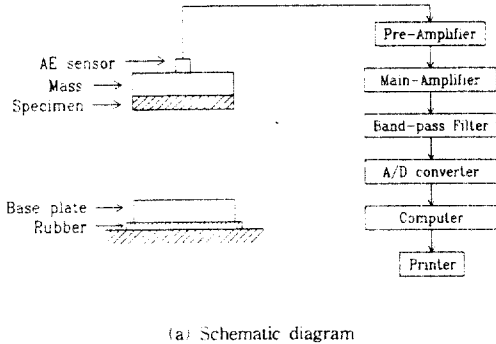 Pre-Amplifier
AE sensor
Mass
Specimen
Main-Amplifier
Band-pass Filter
A/D converter
Base plate
Rubber
Computer
Printer
(a) Schematic diagram